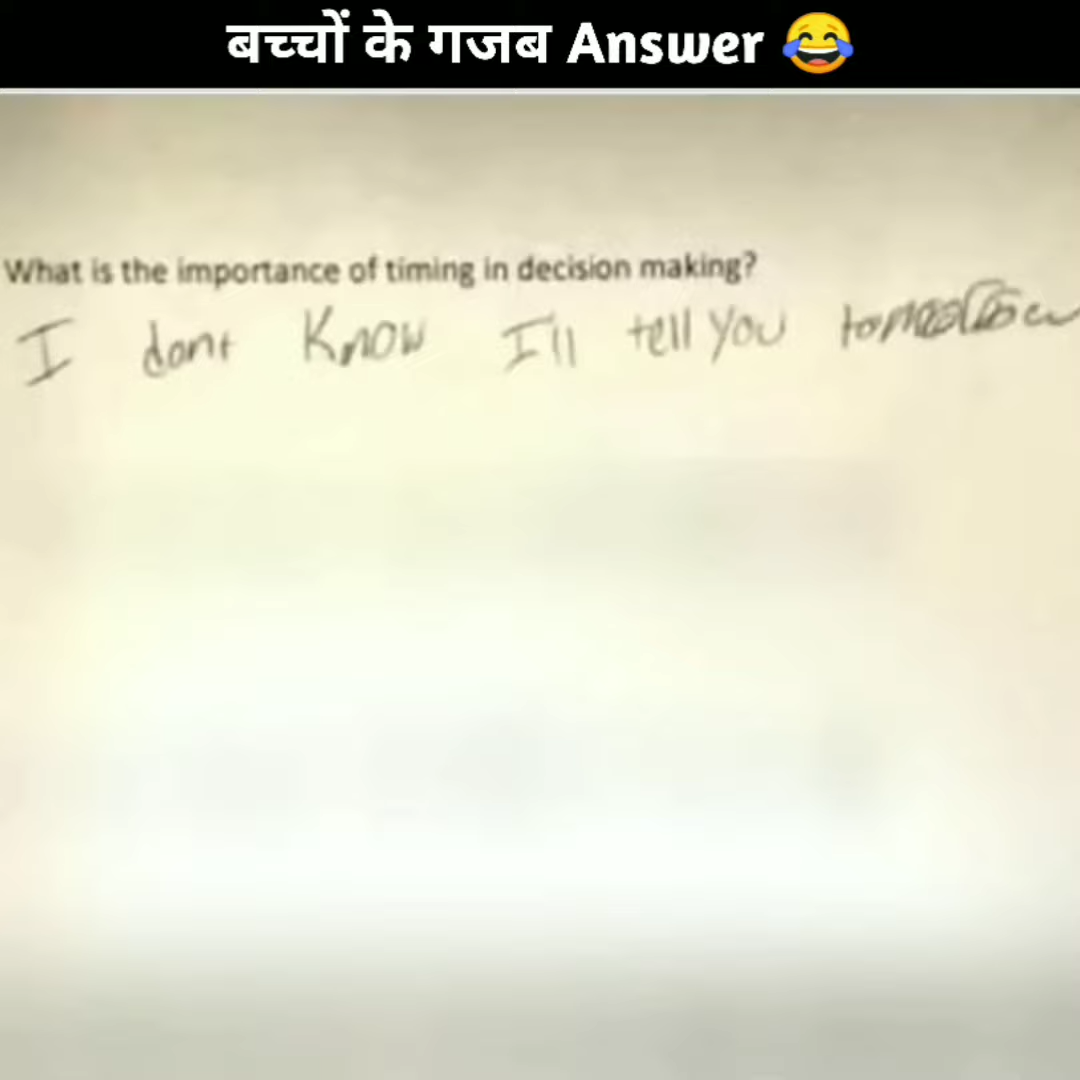 बच्चों के गजब Answer 😂
What is the importance of timing in decision making?
I dont Know I'll tell you